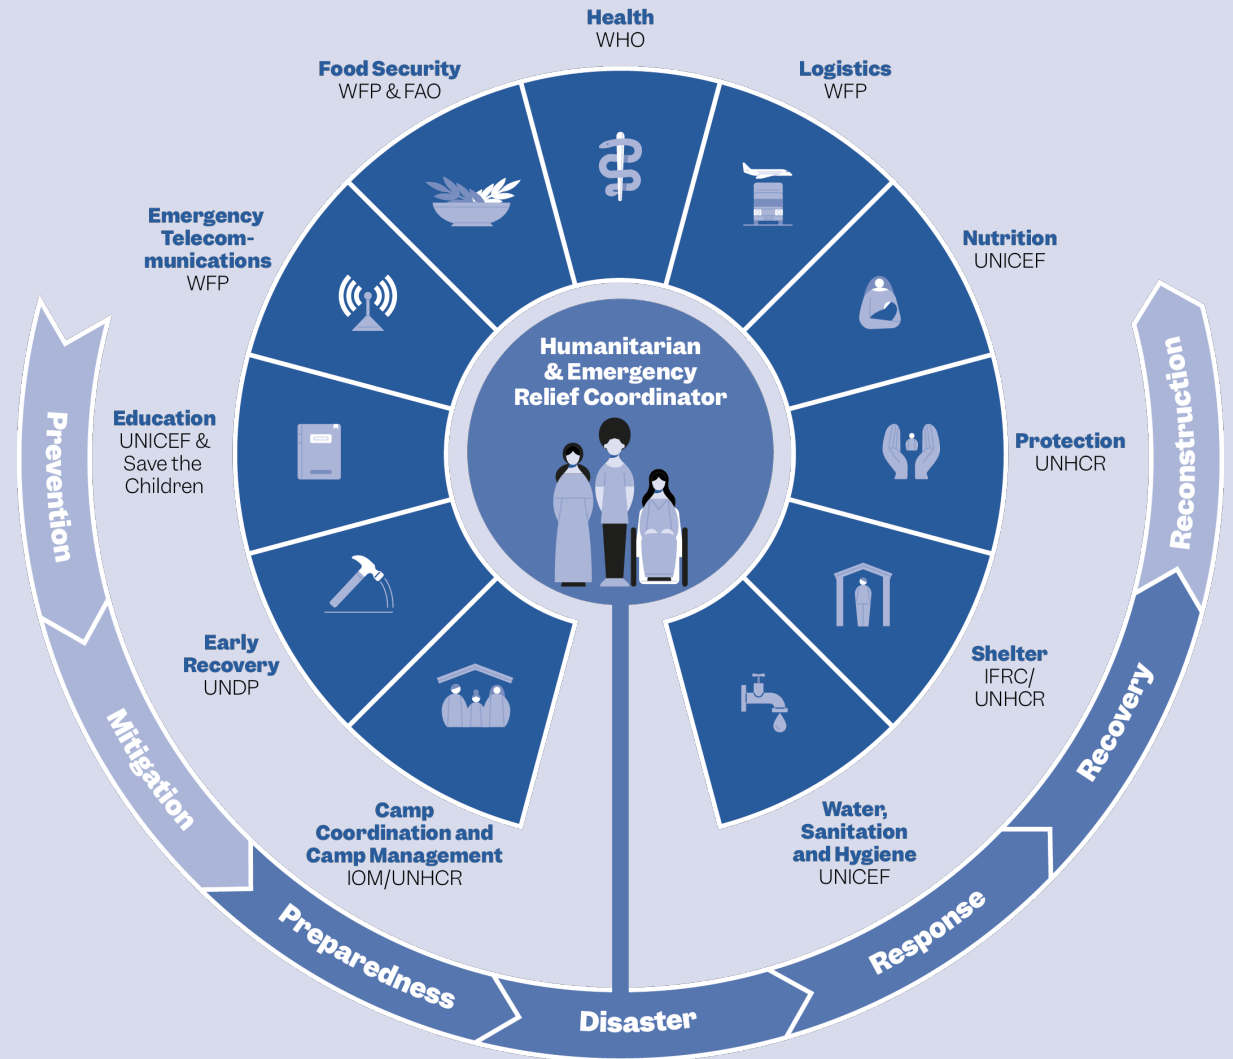 Health
WHO
Logistics
WFP
Nutrition
UNICEF
Protection
UNHCR
Shelter
IFRC/
UNHCR
Water,
Sanitation
and Hygiene
UNICEF
Camp
Coordination and
Camp Management
IOM/UNHCR
Early
Recovery
UNDP
Education
UNICEF &
Save the
Children
Emergency
Telecom-
munications
WFP
Food Security
WFP & FAO
Humanitarian
& Emergency
Relief Coordinator
Prevention
Mitigation
Preparedness
Disaster
Response
Recovery
Reconstruction